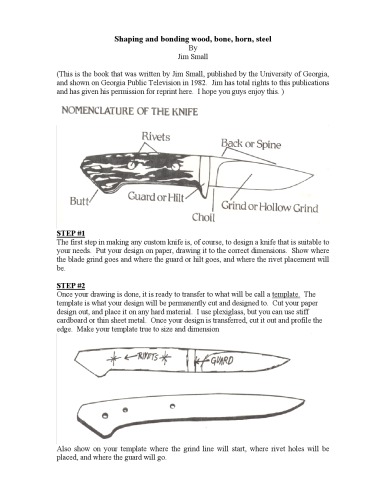 Shaping and bonding wood, bone, horn, steel
By
Jim Small
(This is the book that was written by Jim Small, published by the University of Georgia,
and shown on Georgia Public Television in 1982. Jim has total rights to this publications
and has given his permission for reprint here. I hope you guys enjoy this. )
NOMENCLATURE OF THE KNIFE
Rivets
Back or Spine
Butt
Guard or Hilt
Grind or Hollow Grind
Choil
STEP #1
The first step in making any custom knife is, of course, to design a knife that is suitable to
your needs. Put your design on paper, drawing it to the correct dimensions. Show where
the blade grind goes and where the guard or hilt goes, and where the rivet placement will
be.
STEP #2
Once your drawing is done, it is ready to transfer to what will be called a template. The
template is what your design will be permanently cut and designed to. Cut your paper
design out, and place it on any hard material. I use plexiglass, but you can use stiff
cardboard or thin sheet metal. Once your design is transferred, cut it out and profile the
edge. Make your template true to size and dimension
RIVETS
GUARD
Also show on your template where the grind line will start, where rivet holes will be
placed, and where the guard will go.